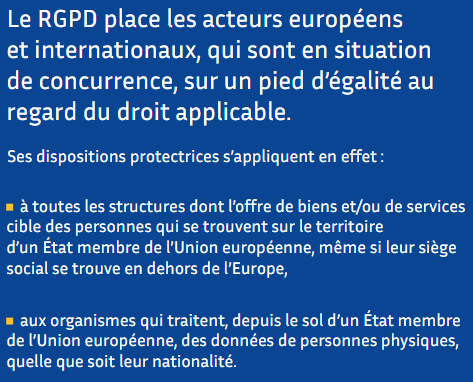 Le RGPD place les acteurs européens
et internationaux, qui sont en situation
de concurrence, sur un pied d’égalité au
regard du droit applicable.
Ses dispositions protectrices s’appliquent en effet :
à toutes les structures dont l’offre de biens et/ou de services
cible des personnes qui se trouvent sur le territoire
d’un État membre de l’Union européenne, même si leur siège
social se trouve en dehors de l’Europe,
aux organismes qui traitent, depuis le sol d’un État membre
de l’Union européenne, des données de personnes physiques,
quelle que soit leur nationalité.